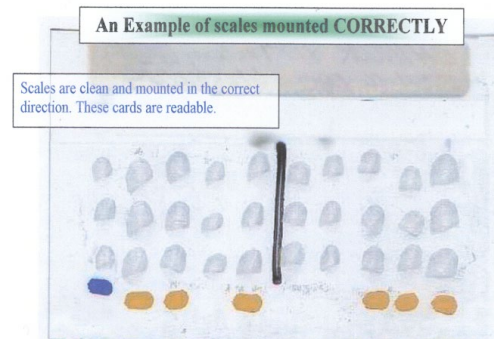 An Example of scales mounted CORRECTLY
Scales are clean and mounted in the correct
direction. These cards are readable.